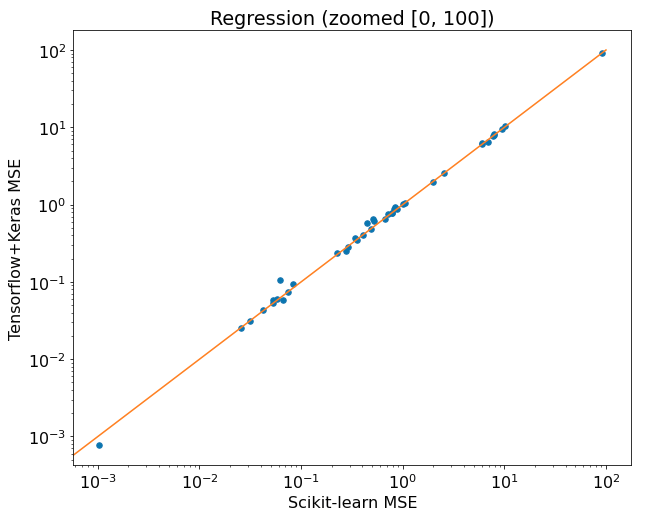 Regression (zoomed [0, 100])
Tensorflow+Keras MSE
10²
10¹
10⁰
10⁻¹
10⁻²
10⁻³
10⁻³ 10⁻² 10⁻¹ 10⁰ 10¹ 10²
Scikit-learn MSE